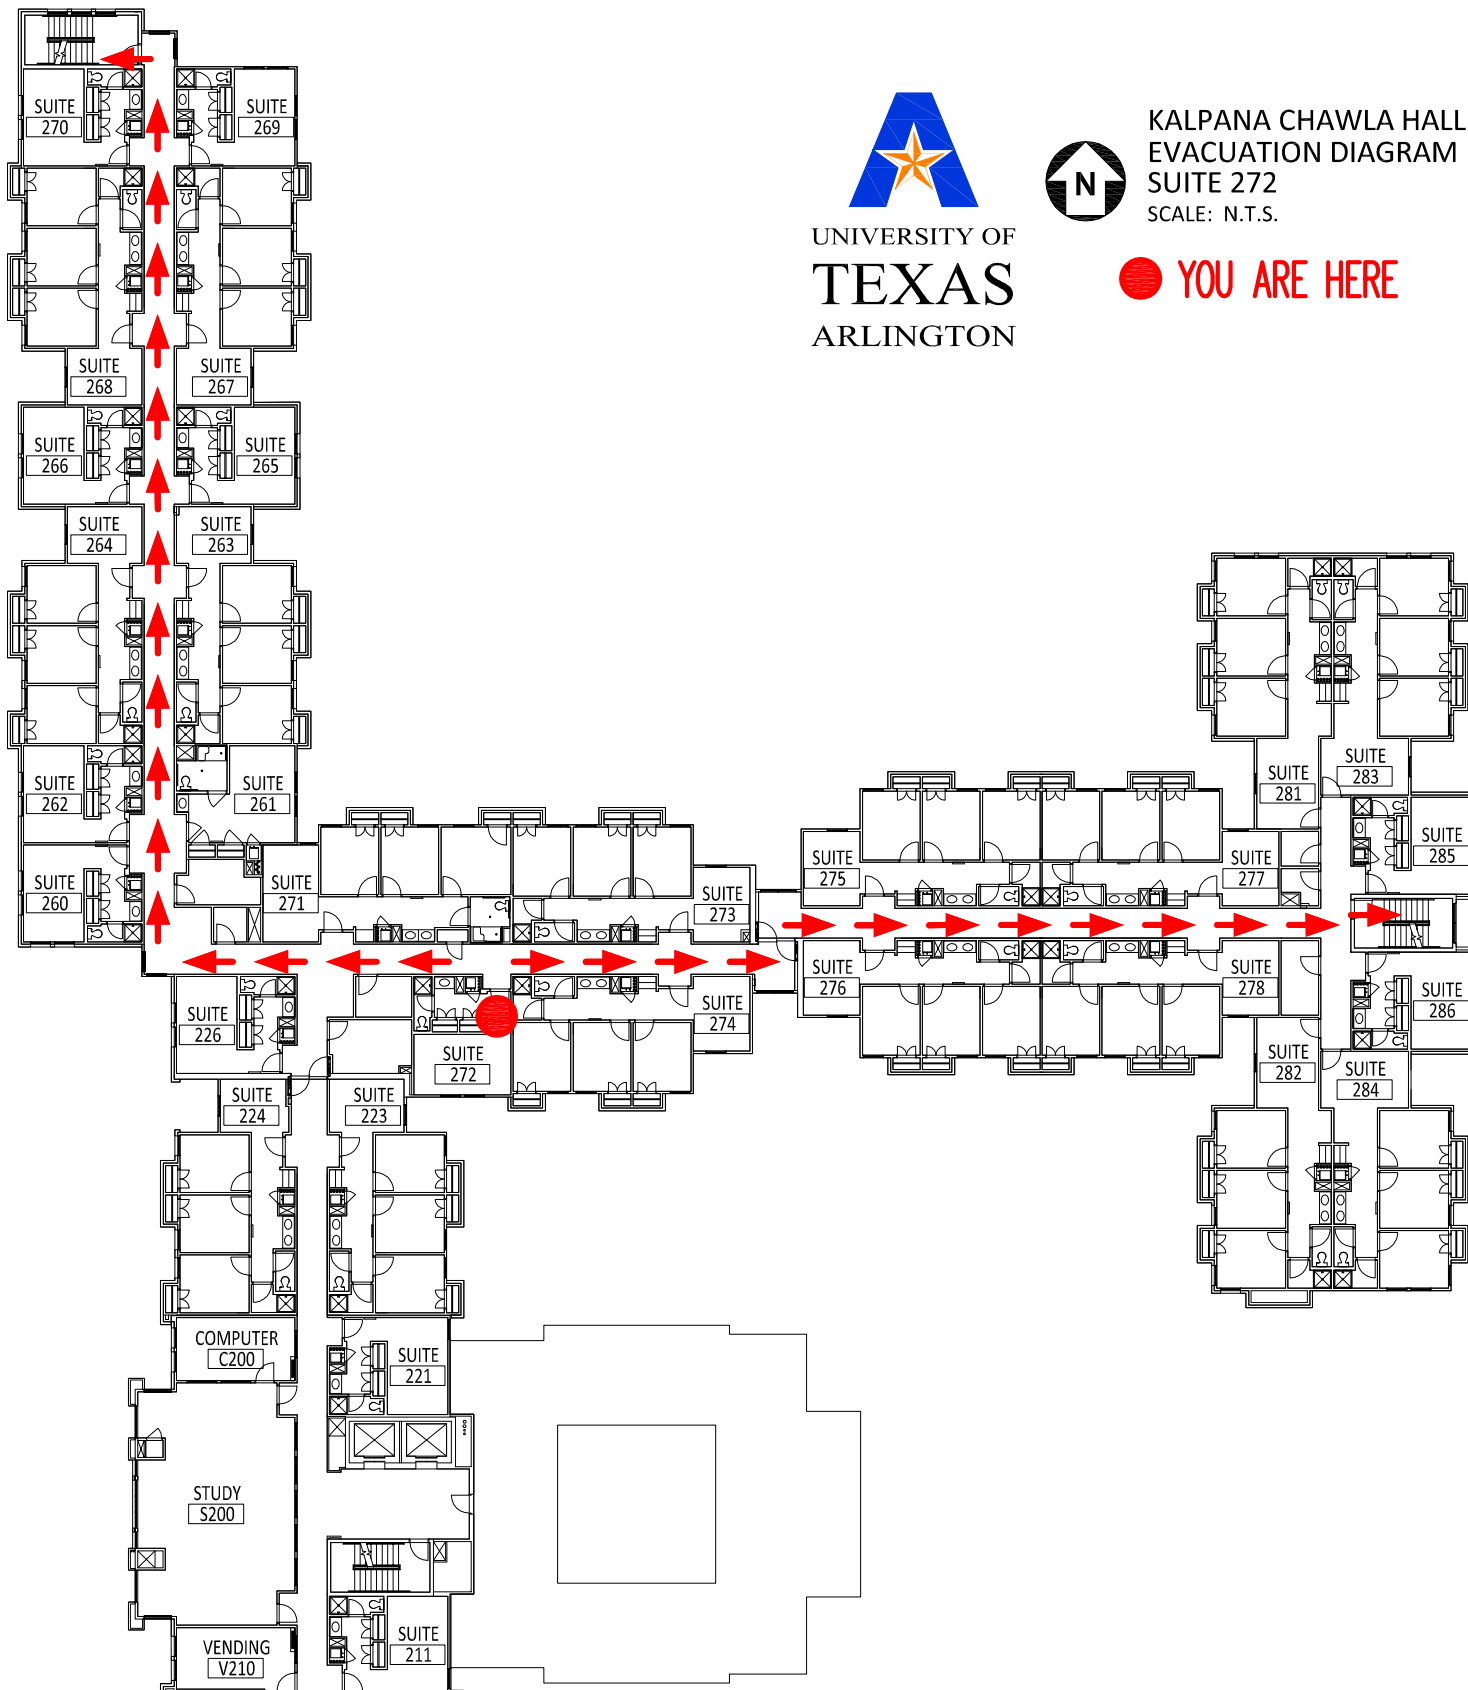 KALPANA CHAWLA HALL
EVACUATION DIAGRAM
SUITE 272
SCALE: N.T.S.
N
YOU ARE HERE
UNIVERSITY OF
TEXAS
ARLINGTON
SUITE
270
SUITE
269
SUITE
268
SUITE
267
SUITE
266
SUITE
265
SUITE
264
SUITE
263
SUITE
262
SUITE
261
SUITE
260
SUITE
271
SUITE
273
SUITE
275
SUITE
277
SUITE
281
SUITE
283
SUITE
285
SUITE
226
SUITE
272
SUITE
274
SUITE
276
SUITE
278
SUITE
286
SUITE
282
SUITE
284
SUITE
224
SUITE
223
COMPUTER
C200
SUITE
221
STUDY
S200
VENDING
V210
SUITE
211